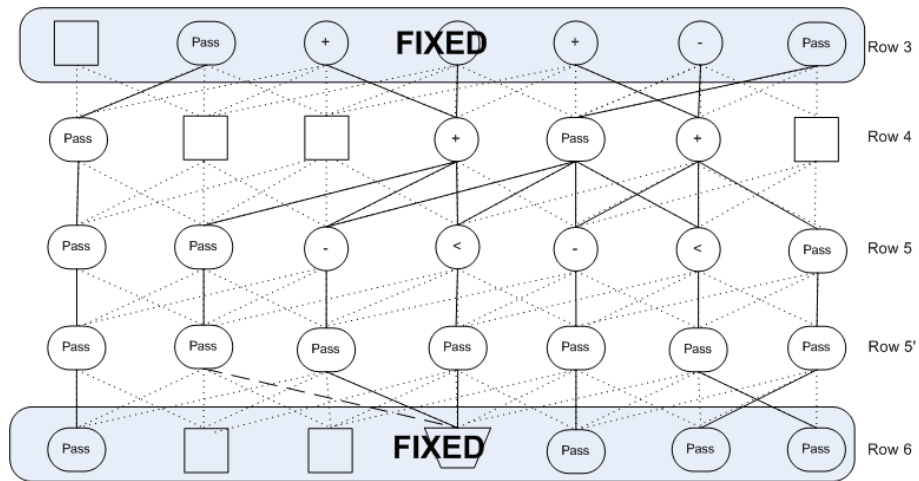 Pass + FIXED + - Pass Row 3
Pass + Pass + Row 4
Pass Pass - < - < Pass Row 5
Pass Pass Pass Pass Pass Pass Pass Row 5'
Pass FIXED Pass Pass Pass Row 6